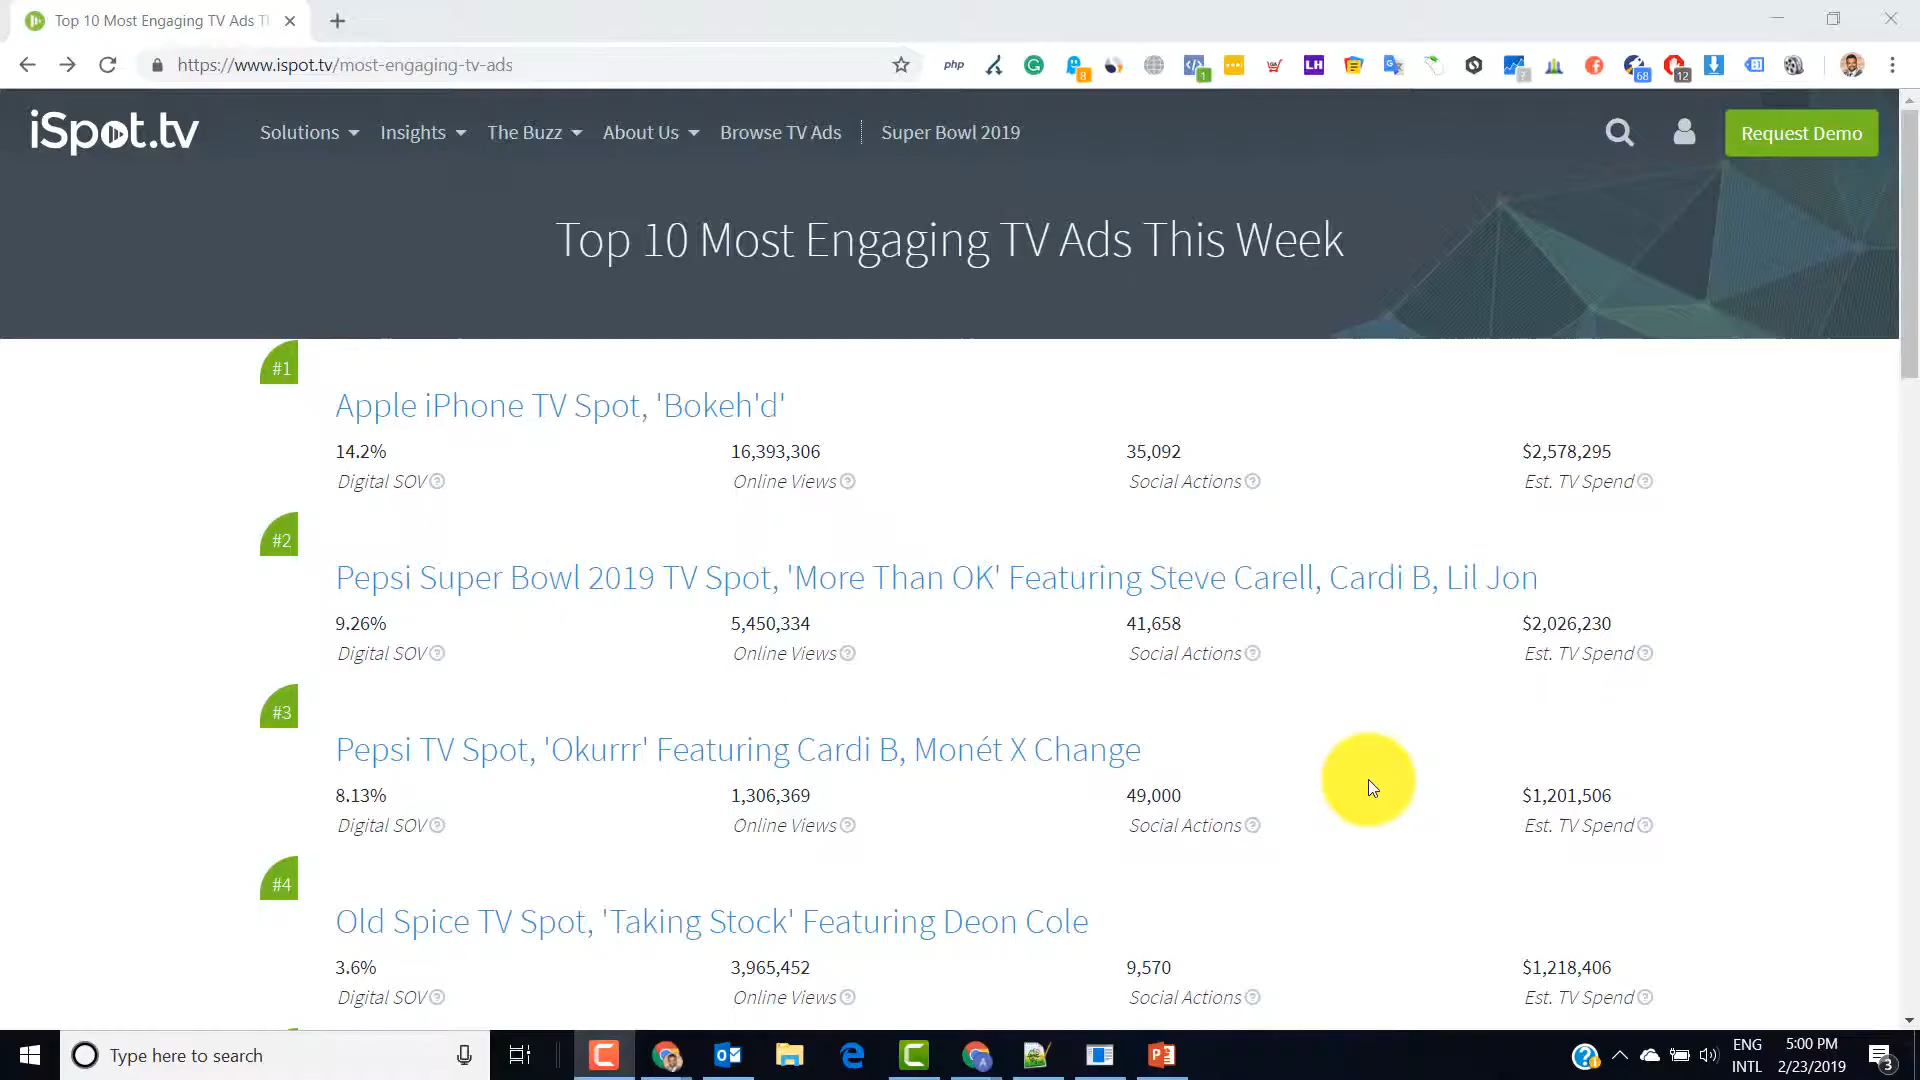 Top 10 Most Engaging TV Ads T
https://www.ispot.tv/most-engaging-tv-ads
php
8
1
LH
7
68
12
iSpot.tv
Solutions
Insights
The Buzz
About Us
Browse TV Ads
Super Bowl 2019
Request Demo
Top 10 Most Engaging TV Ads This Week
#1
Apple iPhone TV Spot, 'Bokeh'd'
14.2% 16,393,306 35,092 $2,578,295
Digital SOV Online Views Social Actions Est. TV Spend
#2
Pepsi Super Bowl 2019 TV Spot, 'More Than OK' Featuring Steve Carell, Cardi B, Lil Jon
9.26% 5,450,334 41,658 $2,026,230
Digital SOV Online Views Social Actions Est. TV Spend
#3
Pepsi TV Spot, 'Okurrr' Featuring Cardi B, Monét X Change
8.13% 1,306,369 49,000 $1,201,506
Digital SOV Online Views Social Actions Est. TV Spend
#4
Old Spice TV Spot, 'Taking Stock' Featuring Deon Cole
3.6% 3,965,452 9,570 $1,218,406
Digital SOV Online Views Social Actions Est. TV Spend
Type here to search
ENG
INTL
5:00 PM
2/23/2019
3